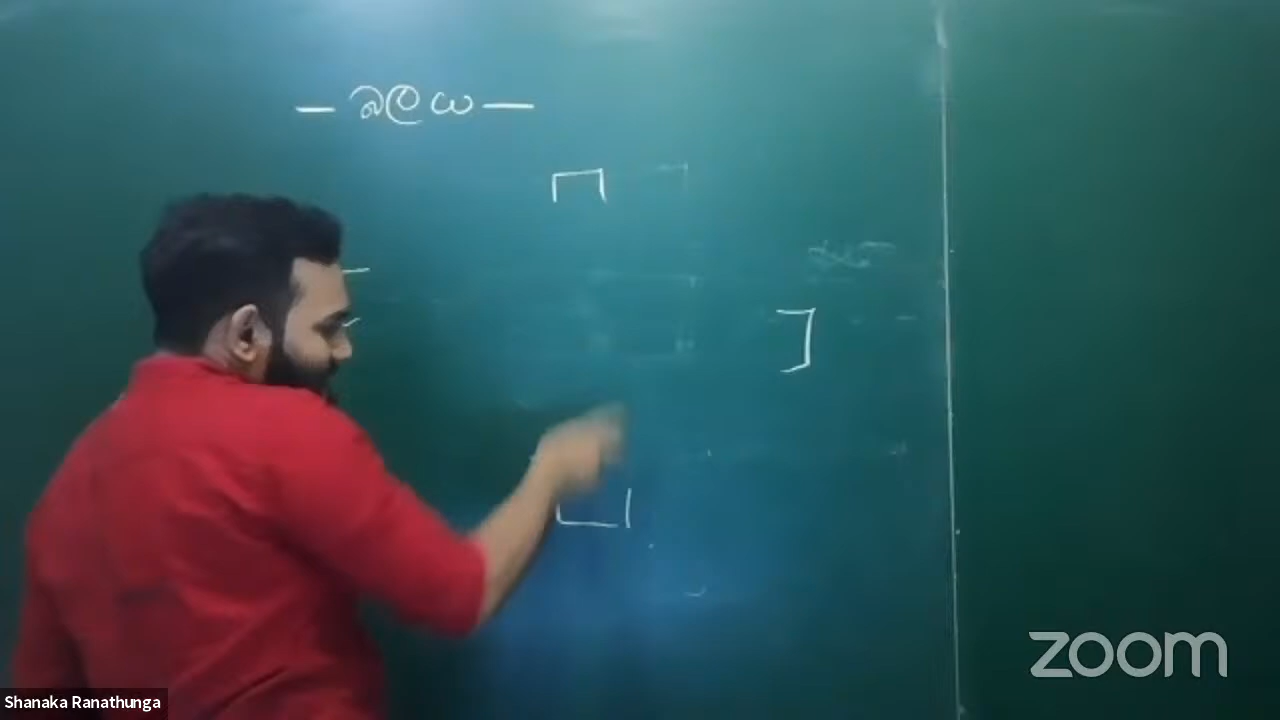 — බලය —
zoom
Shanaka Ranathunga